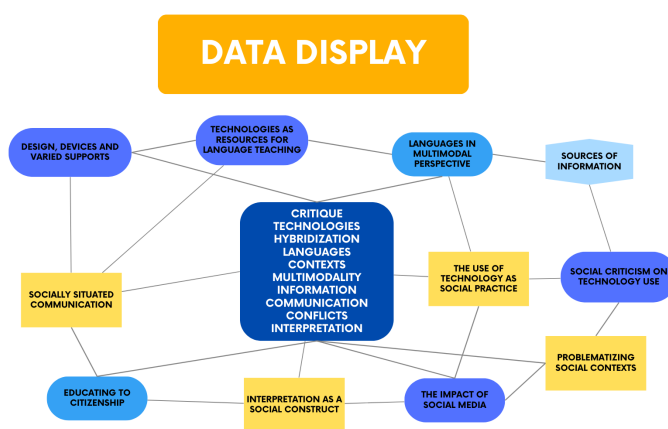 DATA DISPLAY
DESIGN, DEVICES AND
VARIED SUPPORTS
TECHNOLOGIES AS
RESOURCES FOR
LANGUAGE TEACHING
LANGUAGES IN
MULTIMODAL
PERSPECTIVE
SOURCES OF
INFORMATION
CRITIQUE
TECHNOLOGIES
HYBRIDIZATION
LANGUAGES
CONTEXTS
MULTIMODALITY
INFORMATION
COMMUNICATION
CONFLICTS
INTERPRETATION
SOCIALLY SITUATED
COMMUNICATION
THE USE OF
TECHNOLOGY AS
SOCIAL PRACTICE
SOCIAL CRITICISM ON
TECHNOLOGY USE
PROBLEMATIZING
SOCIAL CONTEXTS
EDUCATING TO
CITIZENSHIP
INTERPRETATION AS A
SOCIAL CONSTRUCT
THE IMPACT OF
SOCIAL MEDIA